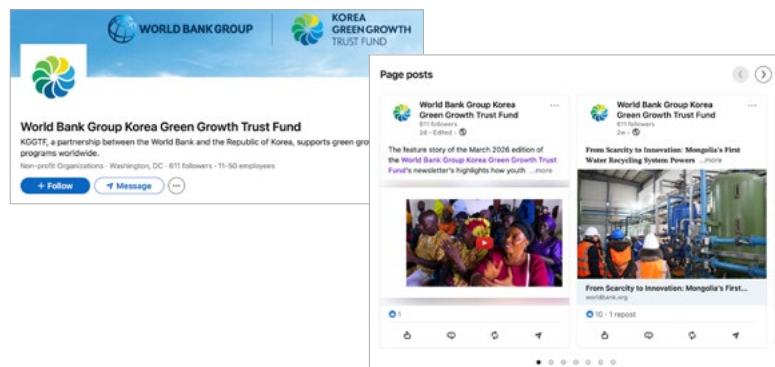 WORLD BANK GROUP
KOREA
GREEN GROWTH
TRUST FUND
World Bank Group Korea Green Growth Trust Fund
KGGTF, a partnership between the World Bank and the Republic of Korea, supports green gro
programs worldwide.
Non-profit Organizations · Washington, DC · 611 followers · 11-50 employees
+ Follow
Message
Page posts
World Bank Group Korea
Green Growth Trust Fund
611 followers
2d · Edited ·
The feature story of the March 2026 edition of
the World Bank Group Korea Green Growth Trust
Fund's newsletter's highlights how youth ...more
1
World Bank Group Korea
Green Growth Trust Fund
611 followers
2w ·
From Scarcity to Innovation: Mongolia's First
Water Recycling System Powers ...more
From Scarcity to Innovation: Mongolia's First...
worldbank.org
10 · 1 repost